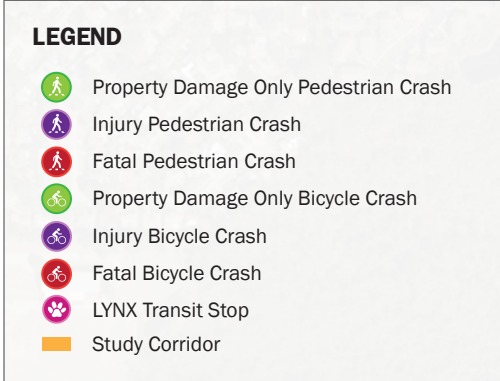 LEGEND
Property Damage Only Pedestrian Crash
Injury Pedestrian Crash
Fatal Pedestrian Crash
Property Damage Only Bicycle Crash
Injury Bicycle Crash
Fatal Bicycle Crash
LYNX Transit Stop
Study Corridor